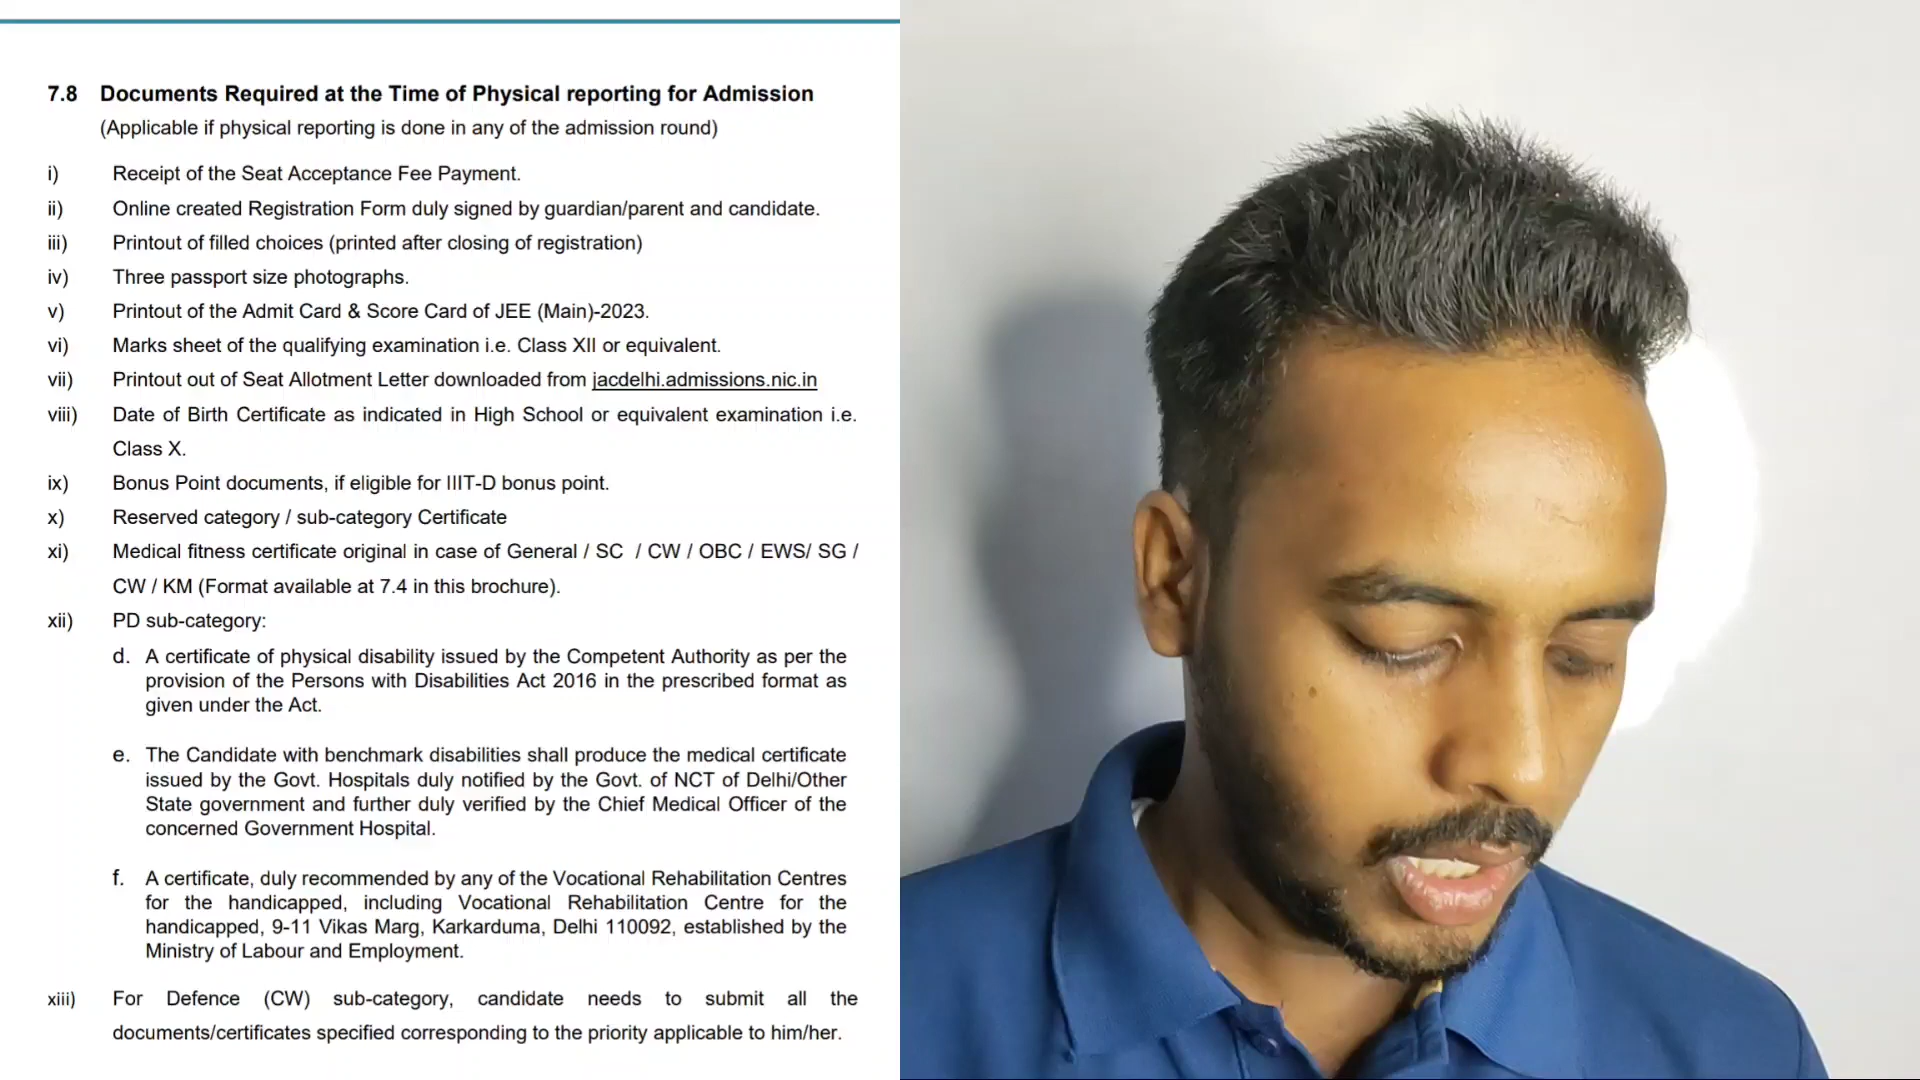 7.8 Documents Required at the Time of Physical reporting for Admission
(Applicable if physical reporting is done in any of the admission round)
i) Receipt of the Seat Acceptance Fee Payment.
ii) Online created Registration Form duly signed by guardian/parent and candidate.
iii) Printout of filled choices (printed after closing of registration)
iv) Three passport size photographs.
v) Printout of the Admit Card & Score Card of JEE (Main)-2023.
vi) Marks sheet of the qualifying examination i.e. Class XII or equivalent.
vii) Printout out of Seat Allotment Letter downloaded from jacdelhi.admissions.nic.in
viii) Date of Birth Certificate as indicated in High School or equivalent examination i.e.
Class X.
ix) Bonus Point documents, if eligible for IIIT-D bonus point.
x) Reserved category / sub-category Certificate
xi) Medical fitness certificate original in case of General / SC / CW / OBC / EWS/ SG /
CW / KM (Format available at 7.4 in this brochure).
xii) PD sub-category:
d. A certificate of physical disability issued by the Competent Authority as per the
provision of the Persons with Disabilities Act 2016 in the prescribed format as
given under the Act.
e. The Candidate with benchmark disabilities shall produce the medical certificate
issued by the Govt. Hospitals duly notified by the Govt. of NCT of Delhi/Other
State government and further duly verified by the Chief Medical Officer of the
concerned Government Hospital.
f. A certificate, duly recommended by any of the Vocational Rehabilitation Centres
for the handicapped, including Vocational Rehabilitation Centre for the
handicapped, 9-11 Vikas Marg, Karkarduma, Delhi 110092, established by the
Ministry of Labour and Employment.
xiii) For Defence (CW) sub-category, candidate needs to submit all the
documents/certificates specified corresponding to the priority applicable to him/her.